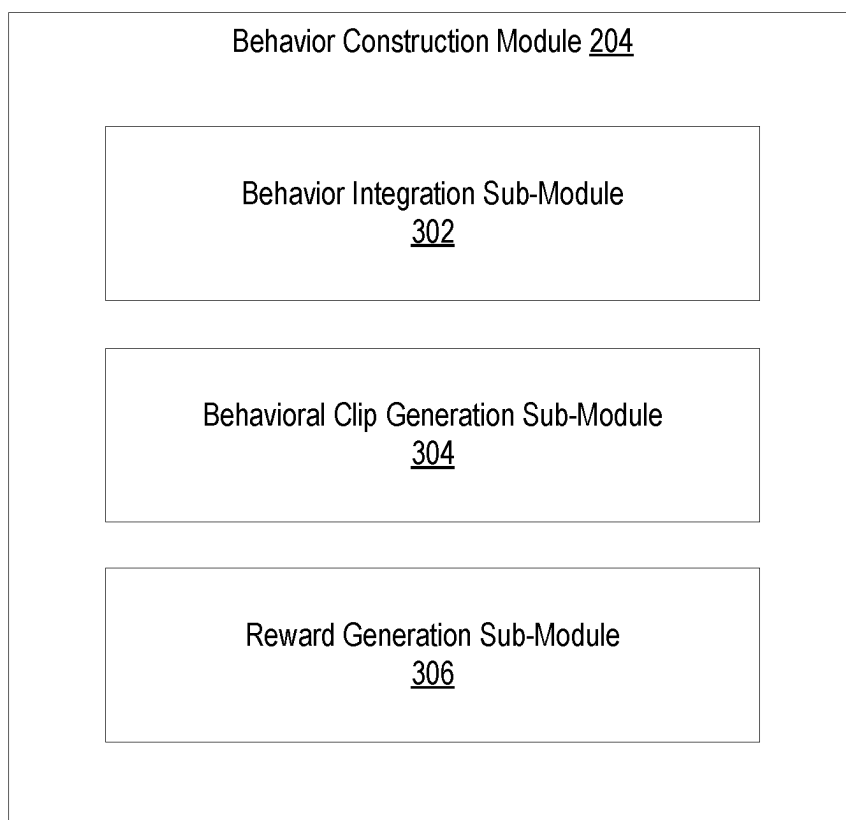 Behavior Construction Module 204
Behavior Integration Sub-Module
302
Behavioral Clip Generation Sub-Module
304
Reward Generation Sub-Module
306